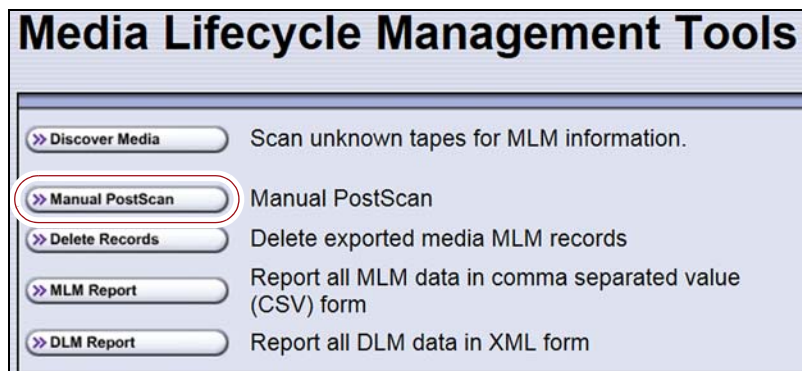 Media Lifecycle Management Tools
Discover Media Scan unknown tapes for MLM information.
Manual PostScan Manual PostScan
Delete Records Delete exported media MLM records
MLM Report Report all MLM data in comma separated value
(CSV) form
DLM Report Report all DLM data in XML form